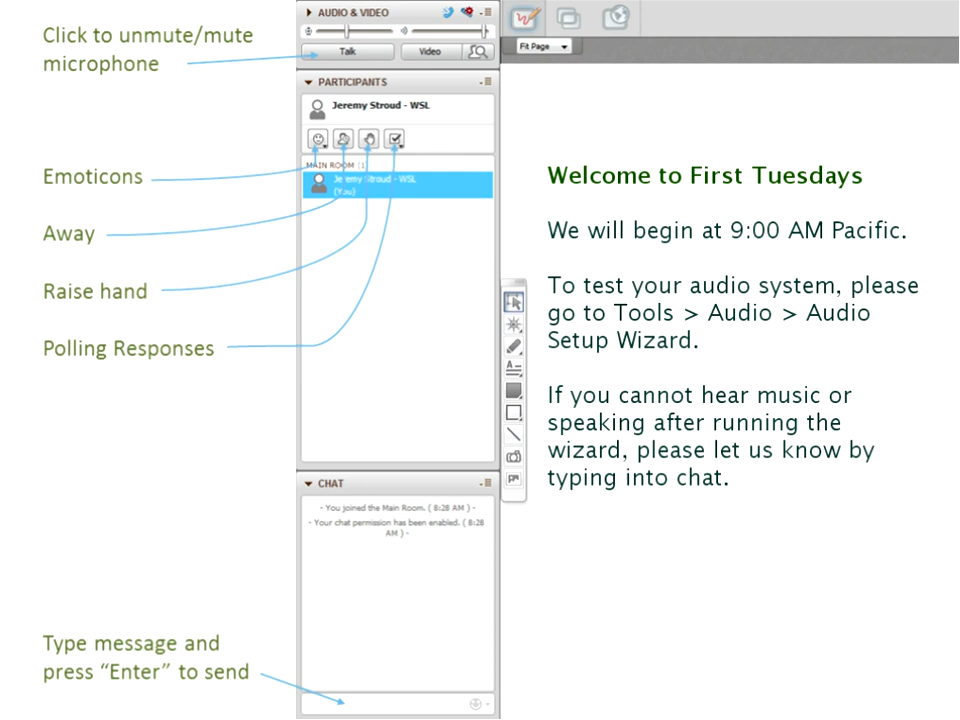 Click to unmute/mute
microphone
Emoticons
Away
Raise hand
Polling Responses
Type message and
press “Enter” to send
AUDIO & VIDEO
Talk
Video
PARTICIPANTS
Jeremy Stroud - WSL
MAIN ROOM (1
Jeremy Stroud - WSL
(You)
CHAT
- You joined the Main Room. ( 8:28 AM ) -
- Your chat permission has been enabled. ( 8:28
AM ) -
Fit Page
Welcome to First Tuesdays
We will begin at 9:00 AM Pacific.
To test your audio system, please
go to Tools > Audio > Audio
Setup Wizard.
If you cannot hear music or
speaking after running the
wizard, please let us know by
typing into chat.